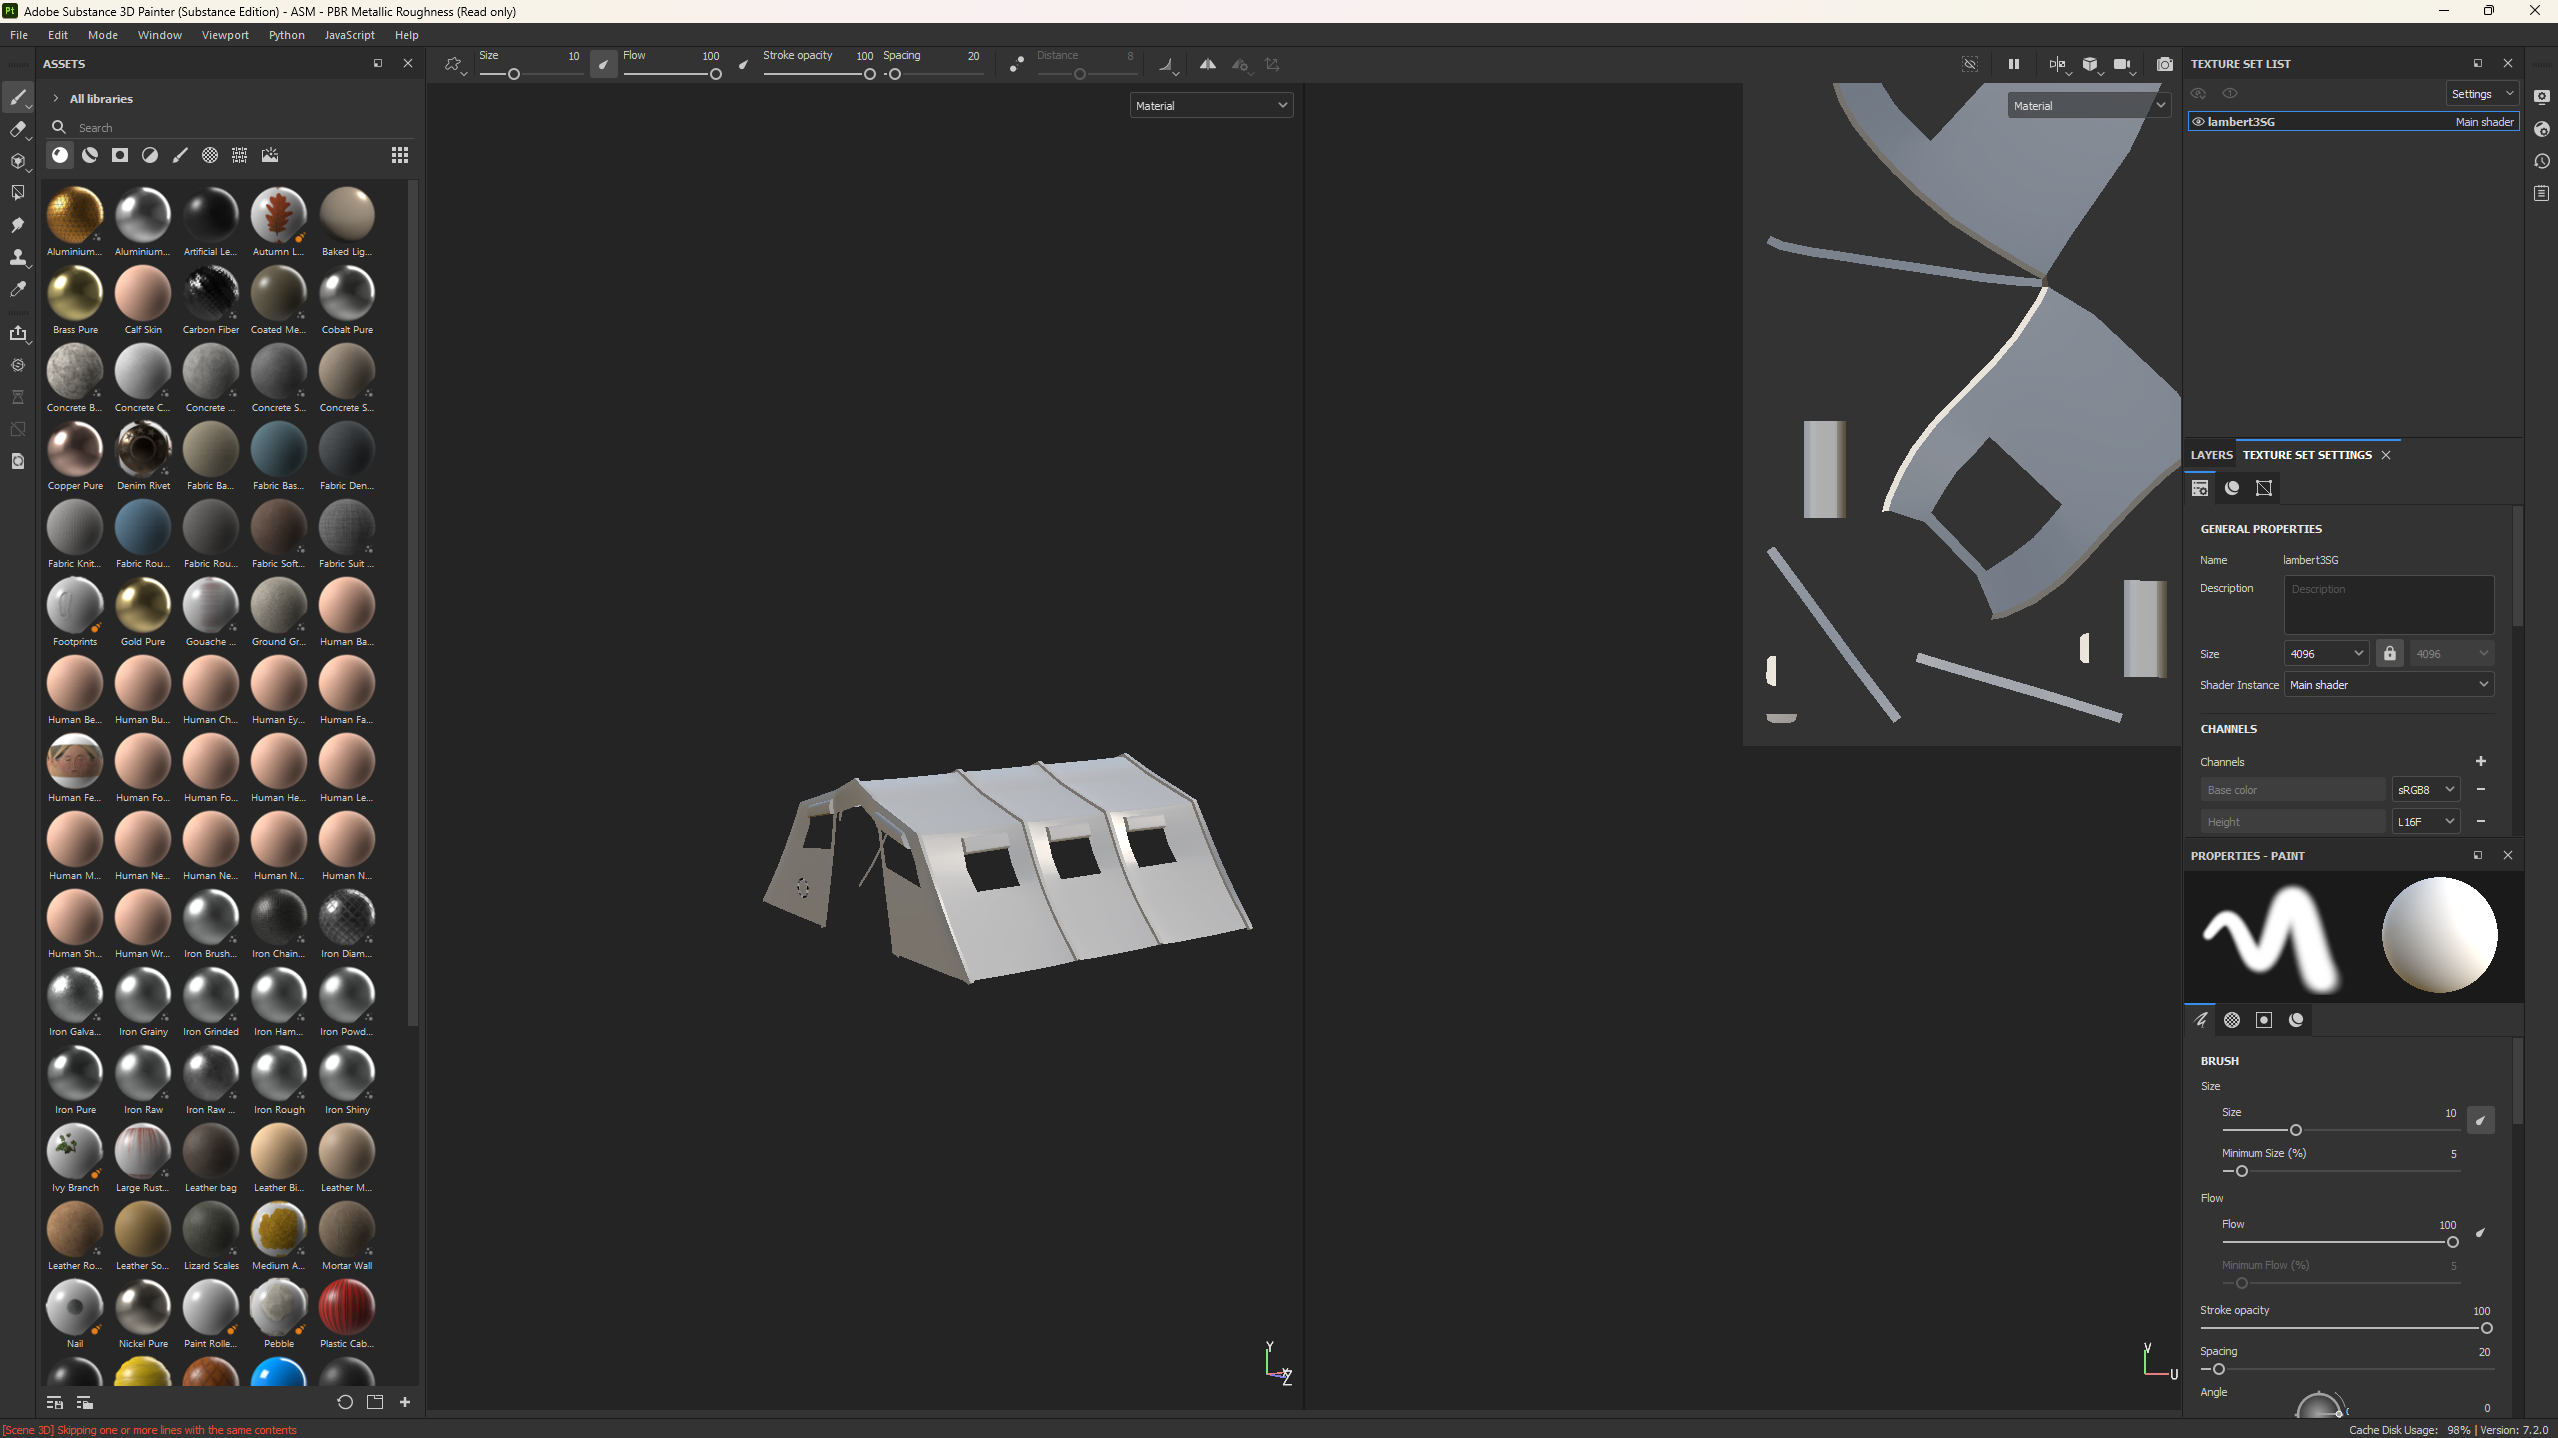 Pt Adobe Substance 3D Painter (Substance Edition) - ASM - PBR Metallic Roughness (Read only)
File Edit Mode Window Viewport Python JavaScript Help
ASSETS
All libraries
Search
Aluminium... Aluminium... Artificial Le... Autumn L... Baked Lig...
Brass Pure Calf Skin Carbon Fiber Coated Me... Cobalt Pure
Concrete B... Concrete C... Concrete ... Concrete S... Concrete S...
Copper Pure Denim Rivet Fabric Ba... Fabric Bas... Fabric Den...
Fabric Knit... Fabric Rou... Fabric Rou... Fabric Soft... Fabric Suit ...
Footprints Gold Pure Gouache ... Ground Gr... Human Ba...
Human Be... Human Bu... Human Ch... Human Ey... Human Fa...
Human Fe... Human Fo... Human Fo... Human He... Human Le...
Human M... Human Ne... Human Ne... Human N... Human N...
Human Sh... Human Wr... Iron Brush... Iron Chain... Iron Diam...
Iron Galva... Iron Grainy Iron Grinded Iron Ham... Iron Powd...
Iron Pure Iron Raw Iron Raw ... Iron Rough Iron Shiny
Ivy Branch Large Rust... Leather bag Leather Bi... Leather M...
Leather Ro... Leather So... Lizard Scales Medium A... Mortar Wall
Nail Nickel Pure Paint Rolle... Pebble Plastic Cab...
Size 10 Flow 100 Stroke opacity 100 Spacing 20 Distance 8
Material
Y
Z
Material
V
U
TEXTURE SET LIST
Settings
lambert3SG Main shader
LAYERS TEXTURE SET SETTINGS
GENERAL PROPERTIES
Name lambert3SG
Description Description
Size 4096 4096
Shader Instance Main shader
CHANNELS
Channels
Base color sRGB8
Height L16F
PROPERTIES - PAINT
BRUSH
Size
Size 10
Minimum Size (%) 5
Flow
Flow 100
Minimum Flow (%) 5
Stroke opacity 100
Spacing 20
Angle
0
[Scene 3D] Skipping one or more lines with the same contents
Cache Disk Usage: 98% | Version: 7.2.0